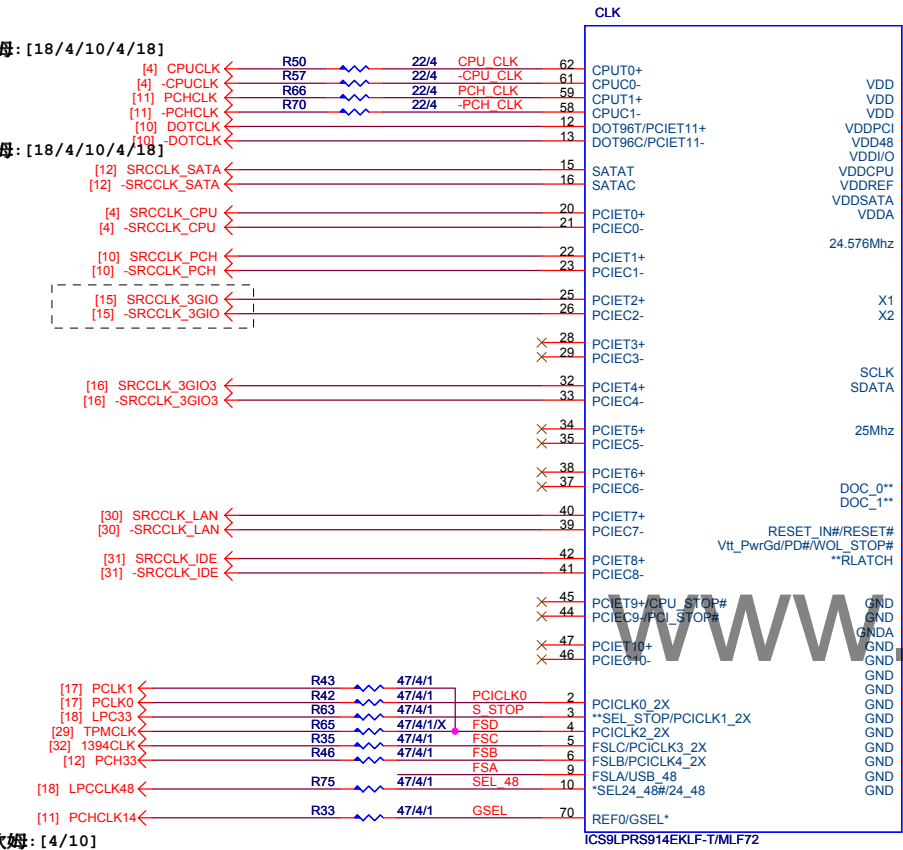 CLK
姆:[18/4/10/4/18]
[4] CPUCLK R50 22/4 CPU_CLK 62 CPUT0+
[4] -CPUCLK R57 22/4 -CPU_CLK 61 CPUC0- VDD
[11] PCHCLK R66 22/4 PCH_CLK 59 CPUT1+ VDD
[11] -PCHCLK R70 22/4 -PCH_CLK 58 CPUC1- VDD
[10] DOTCLK 12 DOT96T/PCIET11+ VDDPCI
[10] -DOTCLK 13 DOT96C/PCIET11- VDD48
姆:[18/4/10/4/18]
VDDI/O
[12] SRCCLK_SATA 15 SATAT VDDCPU
[12] -SRCCLK_SATA 16 SATAC VDDREF
VDDSATA
[4] SRCCLK_CPU 20 PCIET0+ VDDA
[4] -SRCCLK_CPU 21 PCIEC0-
24.576Mhz
[10] SRCCLK_PCH 22 PCIET1+
[10] -SRCCLK_PCH 23 PCIEC1-
[15] SRCCLK_3GIO 25 PCIET2+ X1
[15] -SRCCLK_3GIO 26 PCIEC2- X2
28 PCIET3+
29 PCIEC3-
SCLK
[16] SRCCLK_3GIO3 32 PCIET4+ SDATA
[16] -SRCCLK_3GIO3 33 PCIEC4-
34 PCIET5+ 25Mhz
35 PCIEC5-
38 PCIET6+
37 PCIEC6- DOC_0**
DOC_1**
[30] SRCCLK_LAN 40 PCIET7+
[30] -SRCCLK_LAN 39 PCIEC7- RESET_IN#/RESET#
Vtt_PwrGd/PD#/WOL_STOP#
[31] SRCCLK_IDE 42 PCIET8+ **RLATCH
[31] -SRCCLK_IDE 41 PCIEC8-
45 PCIET9+/CPU_STOP# GND
44 PCIEC9-/PCI_STOP# GND
www.
GNDA
47 PCIET10+ GND
46 PCIEC10- GND
GND
[17] PCLK1 R43 47/4/1 GND
[17] PCLK0 R42 47/4/1 PCICLK0 2 PCICLK0_2X GND
[18] LPC33 R63 47/4/1 S_STOP 3 **SEL_STOP/PCICLK1_2X GND
[29] TPMCLK R65 47/4/1/X FSD 4 PCICLK2_2X GND
[32] 1394CLK R35 47/4/1 FSC 5 FSLC/PCICLK3_2X GND
[12] PCH33 R46 47/4/1 FSB 6 FSLB/PCICLK4_2X GND
FSA 9 FSLA/USB_48 GND
[18] LPCCLK48 R75 47/4/1 SEL_48 10 *SEL24_48#/24_48 GND
[11] PCHCLK14 R33 47/4/1 GSEL 70 REF0/GSEL*
ICS9LPRS914EKLF-T/MLF72
姆:[4/10]